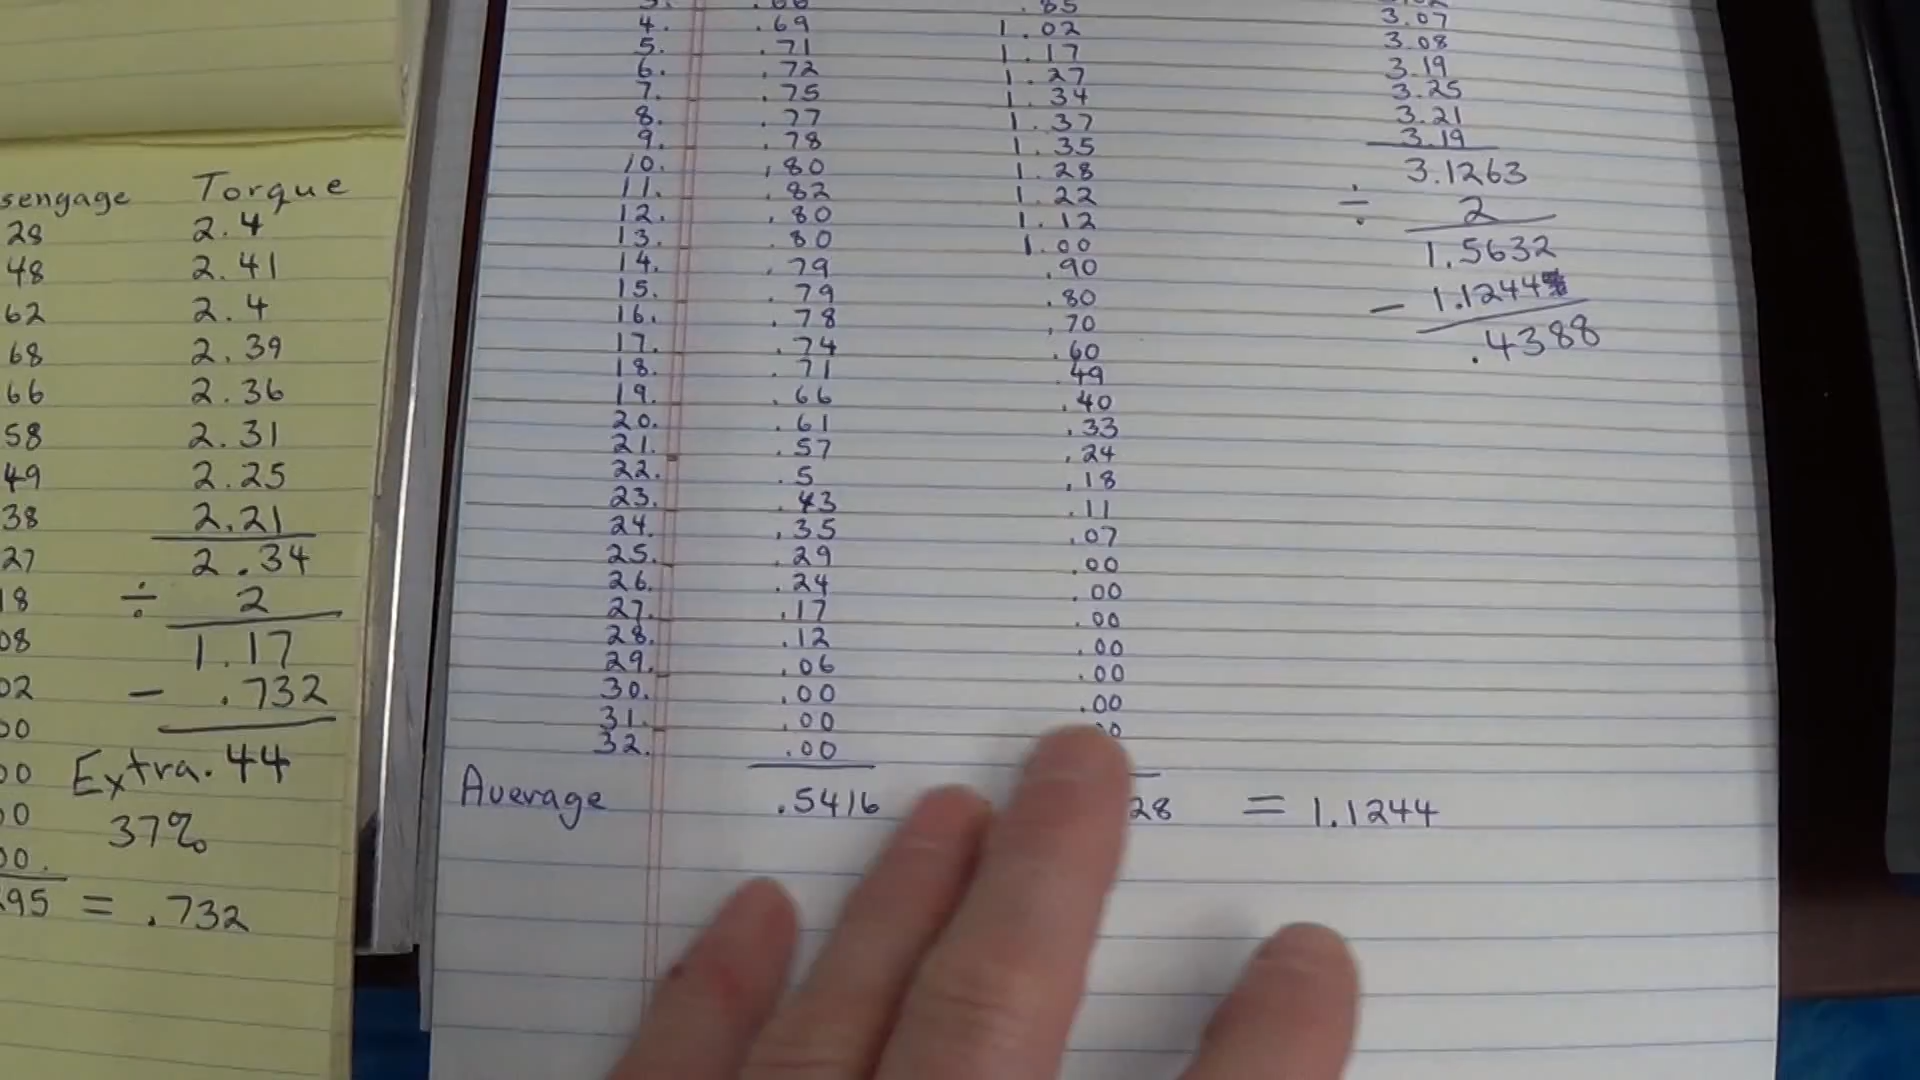 sengage Torque
28 2.4
48 2.41
62 2.4
68 2.39
66 2.36
58 2.31
49 2.25
38 2.21
27 2.34
18 ÷ 2
08 1.17
02 - .732
00 Extra .44
00 37%
00
00.
.95 = .732
.85
4. .69 1.02 3.07
5. .71 1.17 3.08
6. .72 1.27 3.19
7. .75 1.34 3.25
8. .77 1.37 3.21
9. .78 1.35 3.19
10. .80 1.28 3.1263
11. .82 1.22 ÷ 2
12. .80 1.12
13. .80 1.00 1.5632
14. .79 .90 - 1.1244
15. .79 .80 .4388
16. .78 .70
17. .74 .60
18. .71 .49
19. .66 .40
20. .61 .33
21. .57 .24
22. .5 .18
23. .43 .11
24. .35 .07
25. .29 .00
26. .24 .00
27. .17 .00
28. .12 .00
29. .06 .00
30. .00 .00
31. .00
32. .00
Average .5416 28 = 1.1244